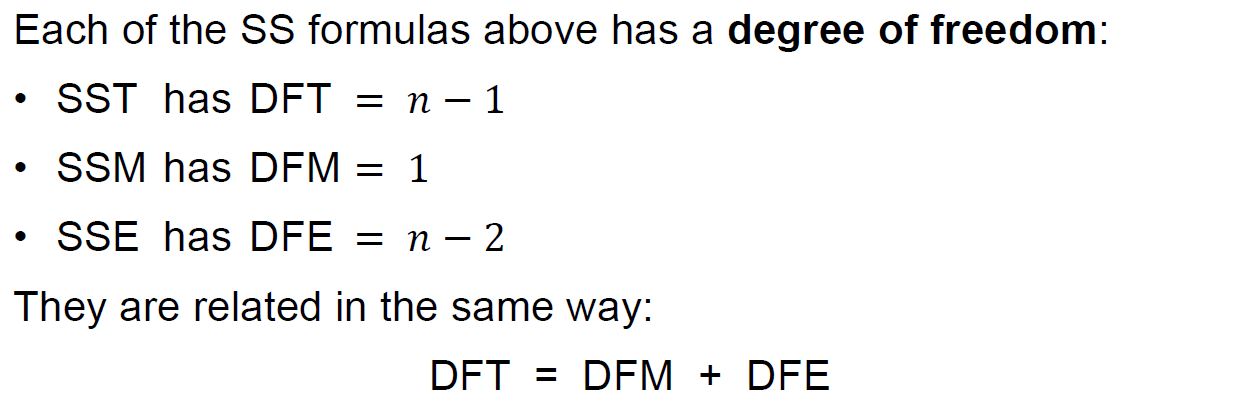 Each of the SS formulas above has a degree of freedom:
• SST has DFT = n − 1
• SSM has DFM = 1
• SSE has DFE = n − 2
They are related in the same way:
DFT = DFM + DFE